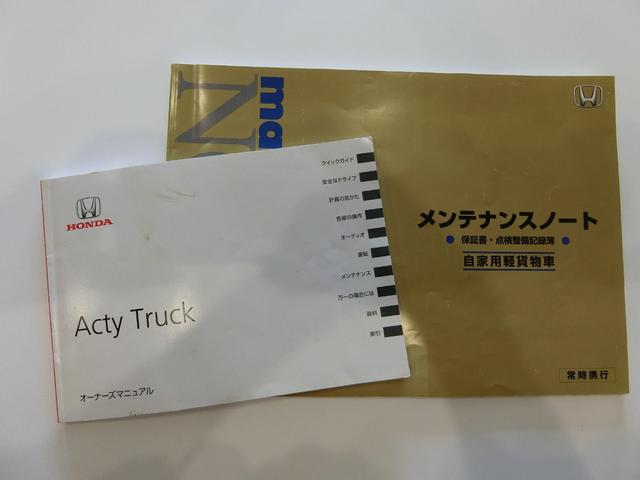 HONDA
Acty Truck
オーナーズマニュアル
クイックガイド
安全なドライブ
計器の見かた
各部の操作
オーディオ
運転
メンテナンス
万一の場合には
資料
索引
ma
メンテナンスノート
● 保証書・点検整備記録簿 ●
自家用軽貨物車
常時携行